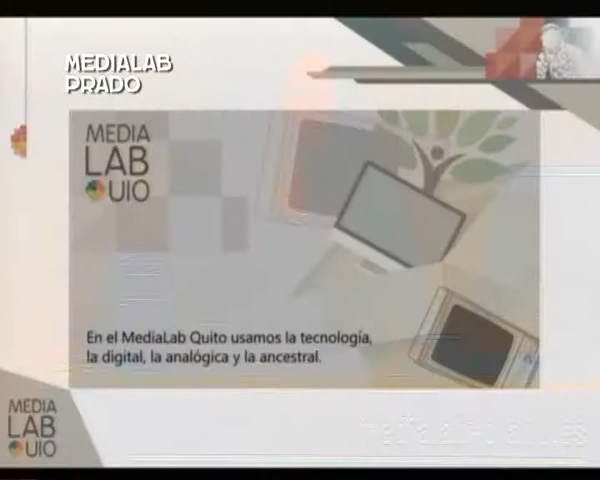 MEDIALAB
PRADO
MEDIA
LAB
UIO
En el MediaLab Quito usamos la tecnología,
la digital, la analógica y la ancestral.
MEDIA
LAB
UIO